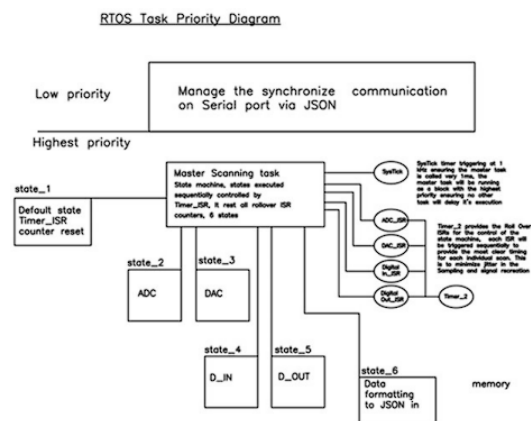 RTOS Task Priority Diagram
Low priority
Manage the synchronize communication
on Serial port via JSON
Highest priority
Master Scanning task
State machine, states executed
sequentially controlled by
Timer_ISR, It rest all rollover ISR
counters, 6 states
SysTick
SysTick timer triggering at 1
kHz ensuring the master task
is called very 1ms, the
master task will be running
as a block with the highest
priority ensuring no other
task will delay it's execution
state_1
Default state
Timer_ISR
counter reset
ADC_ISR
DAC_ISR
Digital
In_ISR
Digital
Out_ISR
Timer_2
Timer_2 provides the Roll Over
ISRs for the control of the
state machine, each ISR will
be triggered sequentially to
provide the most clear timing
for each individual scan. This
is to minimize jitter in the
Sampling and signal recreation
state_2
ADC
state_3
DAC
state_4
D_IN
state_5
D_OUT
state_6
Data
formatting
to JSON in
memory